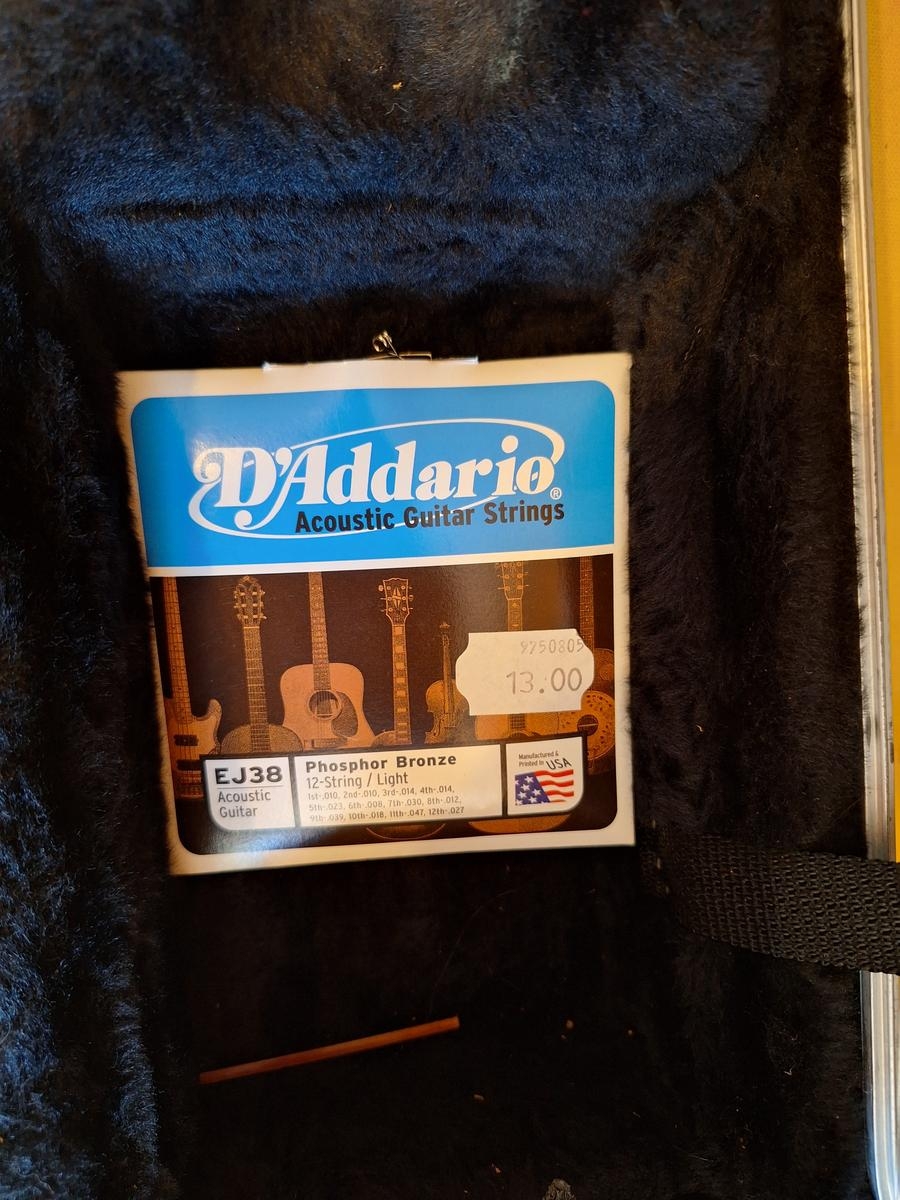 D'Addario®
Acoustic Guitar Strings
9750805
13.00
EJ38
Acoustic
Guitar
Phosphor Bronze
12-String / Light
1st-.010, 2nd-.010, 3rd-.014, 4th-.014,
5th-.023, 6th-.008, 7th-.030, 8th-.012,
9th-.039, 10th-.018, 11th-.047, 12th-.027
Manufactured &
Printed in USA